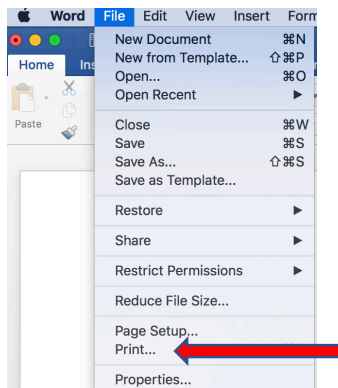 Word File Edit View Insert Form
Home Ins
New Document ⌘N
New from Template... ⇧⌘P
Open... ⌘O
Open Recent ▶
Paste
Close ⌘W
Save ⌘S
Save As... ⇧⌘S
Save as Template...
Restore ▶
Share ▶
Restrict Permissions ▶
Reduce File Size...
Page Setup...
Print...
Properties...